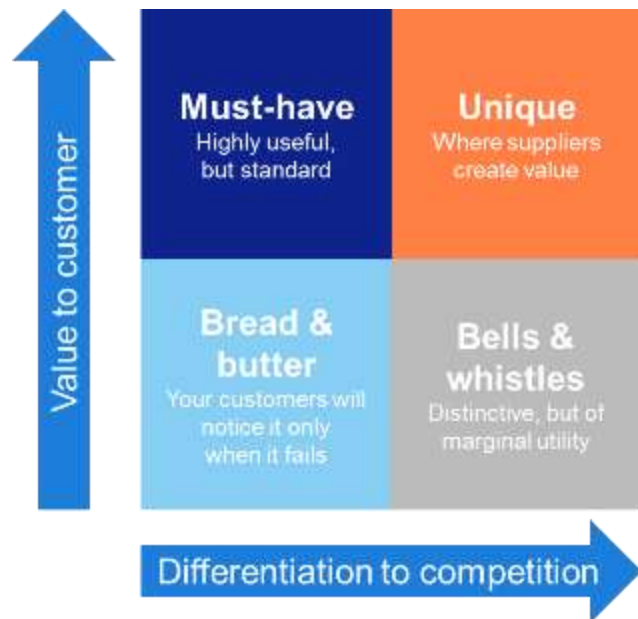 Value to customer
Must-have
Highly useful,
but standard
Unique
Where suppliers
create value
Bread &
butter
Your customers will
notice it only
when it fails
Bells &
whistles
Distinctive, but of
marginal utility
Differentiation to competition